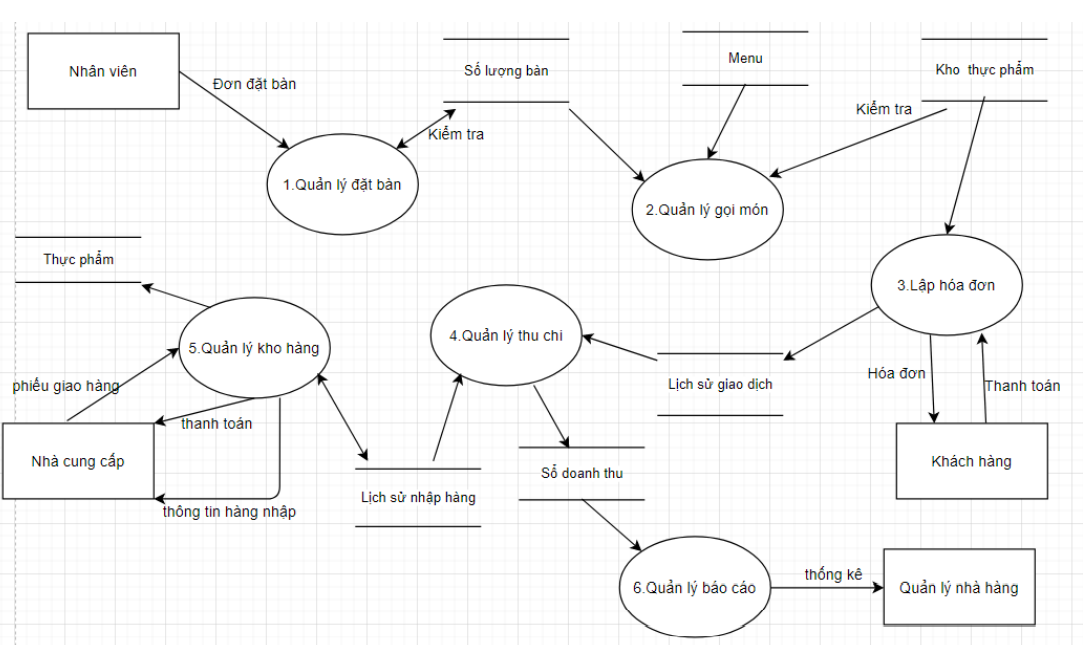 Nhân viên
Đơn đặt bàn
Số lượng bàn
Menu
Kho thực phẩm
Kiểm tra
Kiểm tra
1.Quản lý đặt bàn
2.Quản lý gọi món
Thực phẩm
3.Lập hóa đơn
4.Quản lý thu chi
5.Quản lý kho hàng
phiếu giao hàng
Lịch sử giao dịch
Hóa đơn
Thanh toán
thanh toán
Nhà cung cấp
Lịch sử nhập hàng
Sổ doanh thu
Khách hàng
thông tin hàng nhập
6.Quản lý báo cáo
thống kê
Quản lý nhà hàng